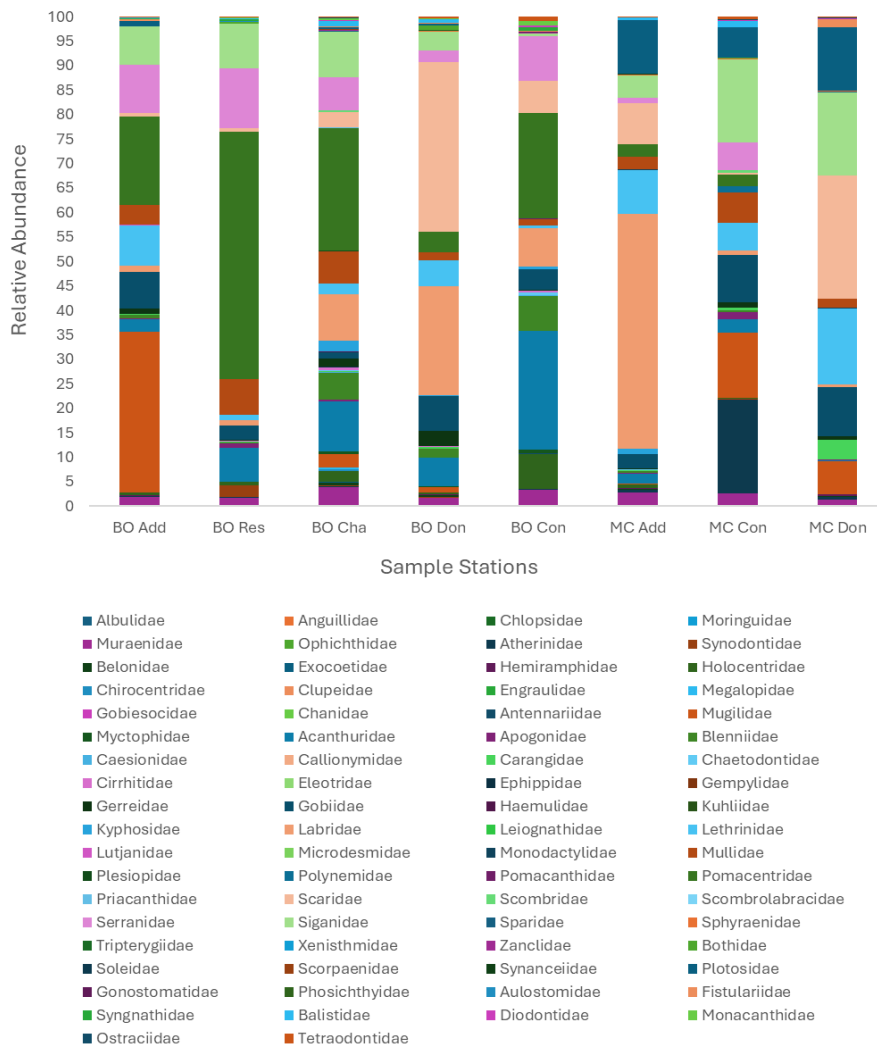 100
95
90
85
80
75
70
65
60
55
50
45
40
35
30
25
20
15
10
5
0
Relative Abundance
BO Add BO Res BO Cha BO Don BO Con MC Add MC Con MC Don
Sample Stations
Albulidae Anguillidae Chlopsidae Moringuidae
Muraenidae Ophichthidae Atherinidae Synodontidae
Belonidae Exocoetidae Hemiramphidae Holocentridae
Chirocentridae Clupeidae Engraulidae Megalopidae
Gobiesocidae Chanidae Antennariidae Mugilidae
Myctophidae Acanthuridae Apogonidae Blenniidae
Caesionidae Callionymidae Carangidae Chaetodontidae
Cirrhitidae Eleotridae Ephippidae Gempylidae
Gerreidae Gobiidae Haemulidae Kuhliidae
Kyphosidae Labridae Leiognathidae Lethrinidae
Lutjanidae Microdesmidae Monodactylidae Mullidae
Plesiopidae Polynemidae Pomacanthidae Pomacentridae
Priacanthidae Scaridae Scombridae Scombrolabracidae
Serranidae Siganidae Sparidae Sphyraenidae
Tripterygiidae Xenisthmidae Zanclidae Bothidae
Soleidae Scorpaenidae Synanceiidae Plotosidae
Gonostomatidae Phosichthyidae Aulostomidae Fistulariidae
Syngnathidae Balistidae Diodontidae Monacanthidae
Ostraciidae Tetraodontidae